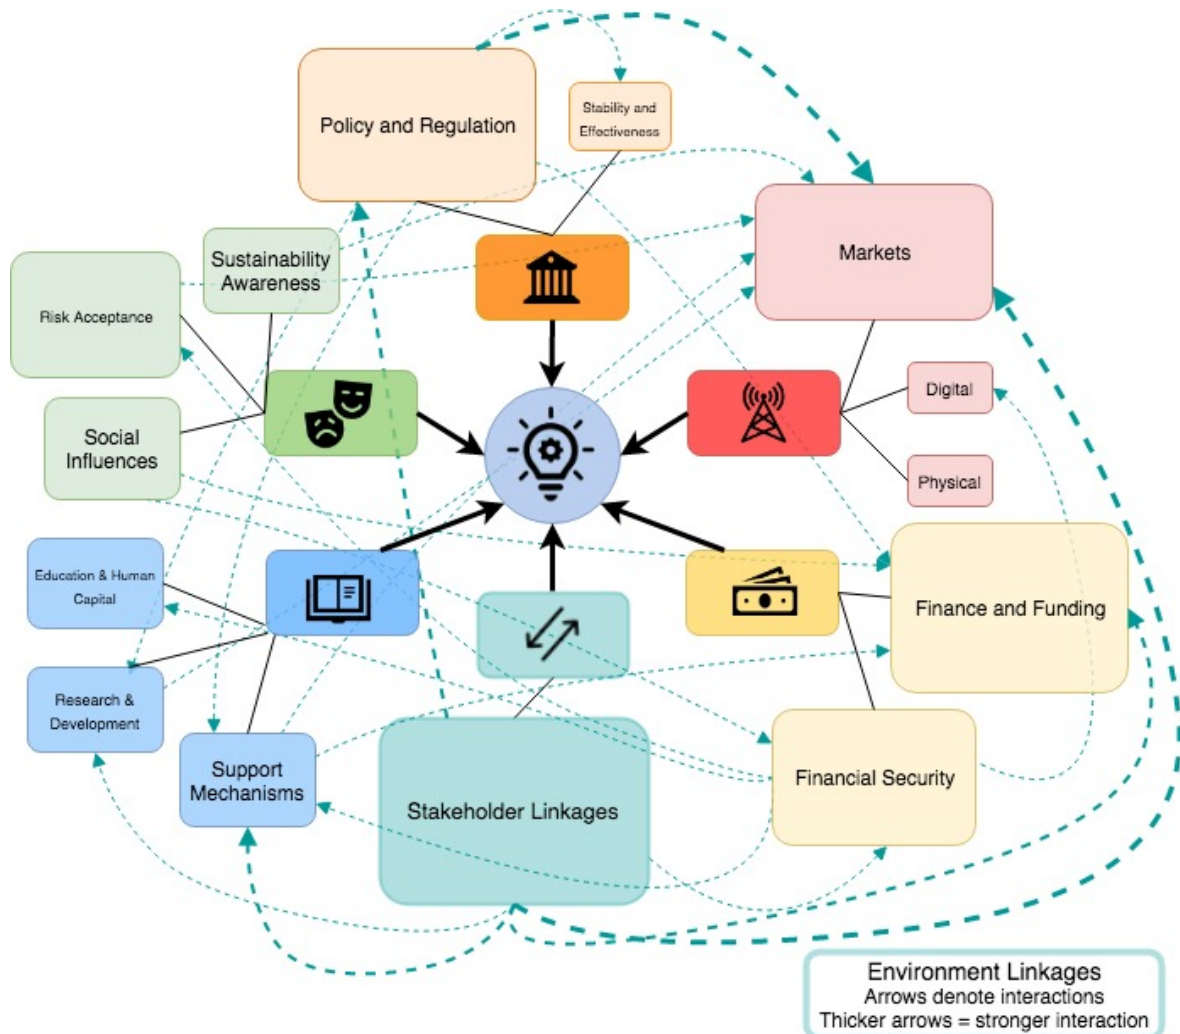 Policy and Regulation
Stability and
Effectiveness
Markets
Sustainability
Awareness
Risk Acceptance
Digital
Social
Influences
Physical
Education & Human
Capital
Finance and Funding
Research &
Development
Support
Mechanisms
Stakeholder Linkages
Financial Security
Environment Linkages
Arrows denote interactions
Thicker arrows = stronger interaction